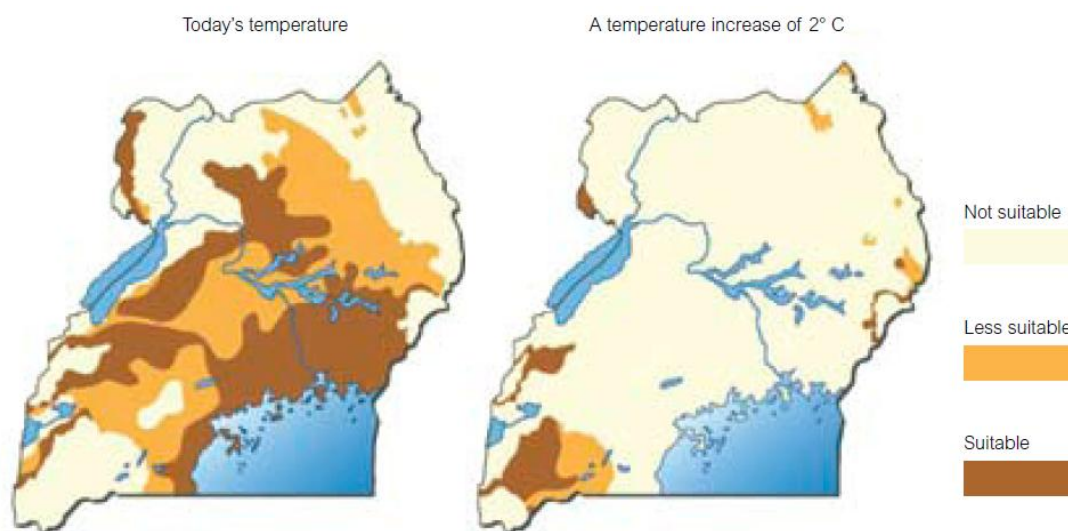 Today's temperature
A temperature increase of 2° C
Not suitable
Less suitable
Suitable